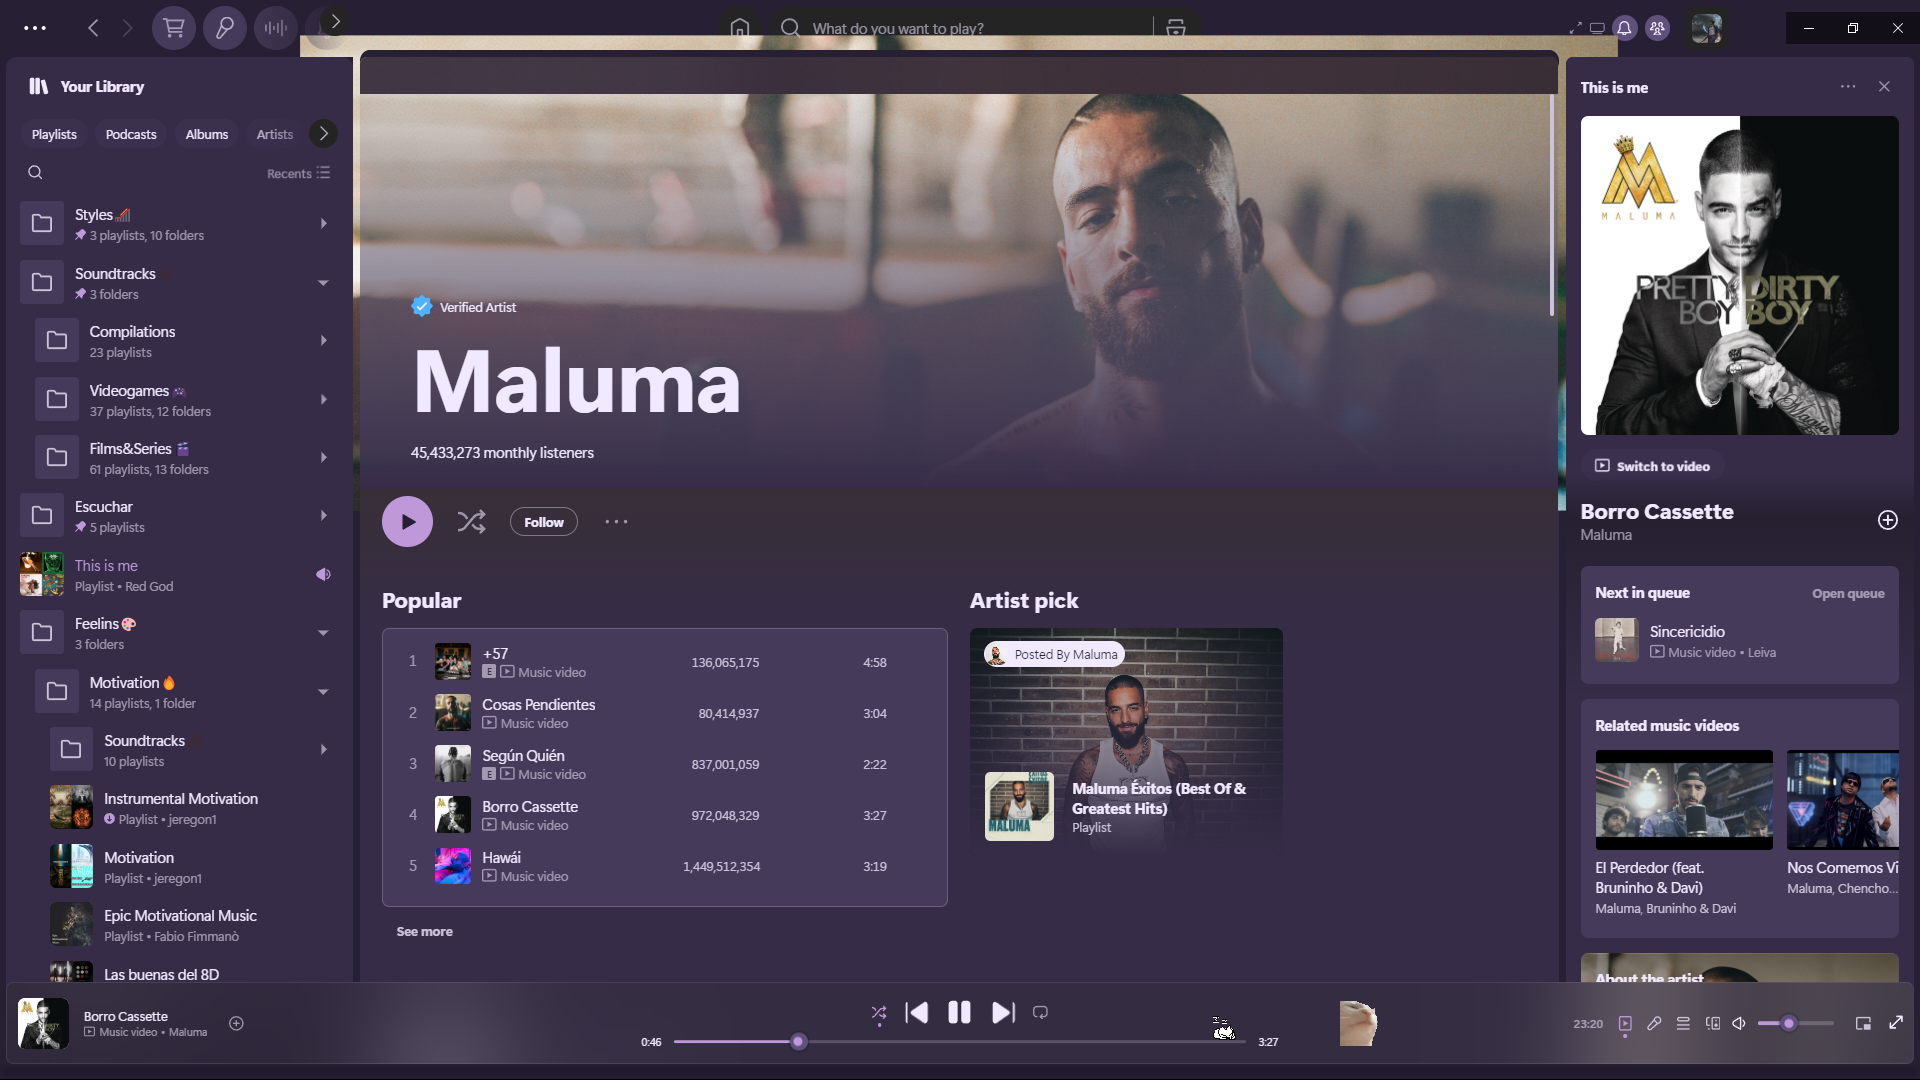 What do you want to play?
Your Library
Playlists
Podcasts
Albums
Artists
Recents
Styles
3 playlists, 10 folders
Soundtracks
3 folders
Compilations
23 playlists
Videogames
37 playlists, 12 folders
Films&Series
61 playlists, 13 folders
Escuchar
5 playlists
This is me
Playlist • Red God
Feelins
3 folders
Motivation
14 playlists, 1 folder
Soundtracks
10 playlists
Instrumental Motivation
Playlist • jeregon1
Motivation
Playlist • jeregon1
Epic Motivational Music
Playlist • Fabio Fimmanò
Las buenas del 8D
Verified Artist
Maluma
45,433,273 monthly listeners
Follow
Popular
1 +57 136,065,175 4:58
E Music video
2 Cosas Pendientes 80,414,937 3:04
Music video
3 Según Quién 837,001,059 2:22
E Music video
4 Borro Cassette 972,048,329 3:27
Music video
5 Hawái 1,449,512,354 3:19
Music video
See more
Artist pick
Posted By Maluma
MALUMA
Maluma Éxitos (Best Of &
Greatest Hits)
Playlist
This is me
M
MALUMA
PRETTY DIRTY
BOY BOY
Switch to video
Borro Cassette
Maluma
Next in queue
Open queue
Sincericidio
Music video • Leiva
Related music videos
El Perdedor (feat.
Bruninho & Davi)
Maluma, Bruninho & Davi
Nos Comemos Vi
Maluma, Chencho...
About the artist
Borro Cassette
Music video • Maluma
0:46
3:27
23:20